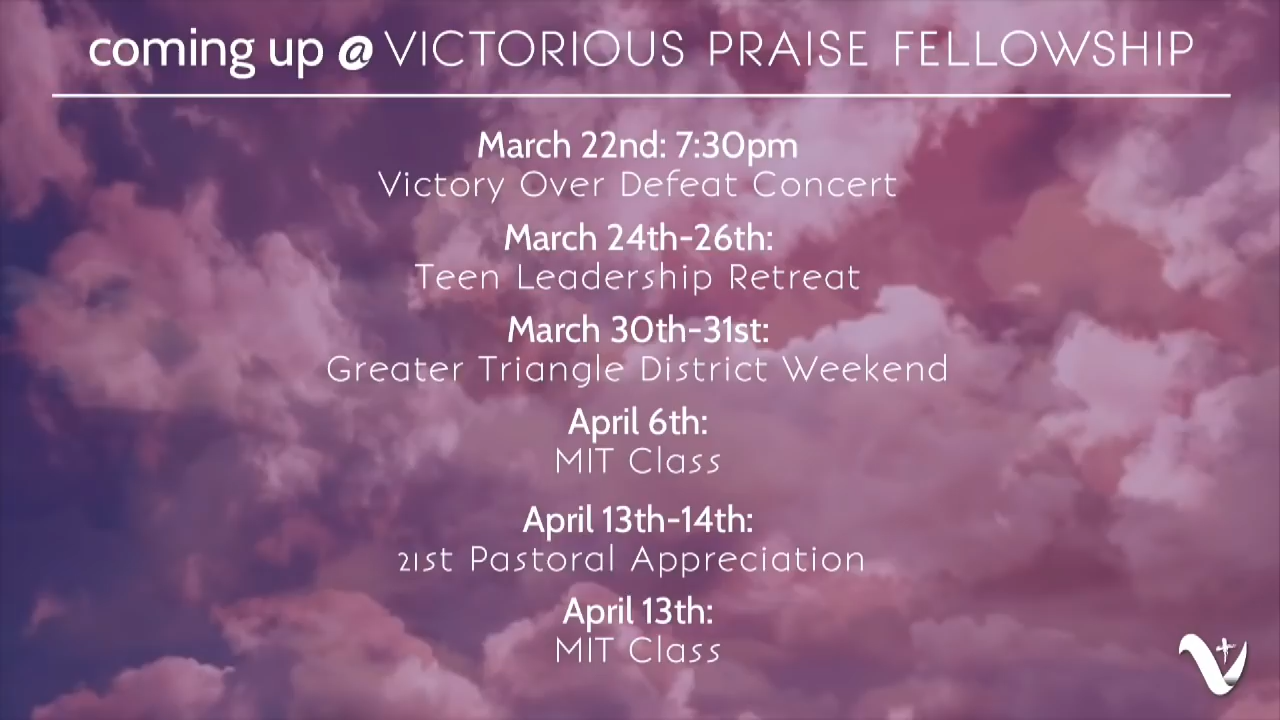 coming up @ VICTORIOUS PRAISE FELLOWSHIP
March 22nd: 7:30pm
Victory Over Defeat Concert
March 24th-26th:
Teen Leadership Retreat
March 30th-31st:
Greater Triangle District Weekend
April 6th:
MIT Class
April 13th-14th:
21st Pastoral Appreciation
April 13th:
MIT Class